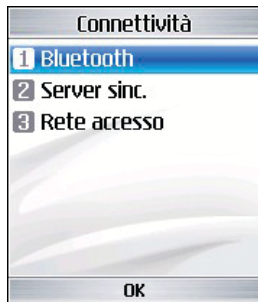 Connettività
1 Bluetooth
2 Server sinc.
3 Rete accesso
OK